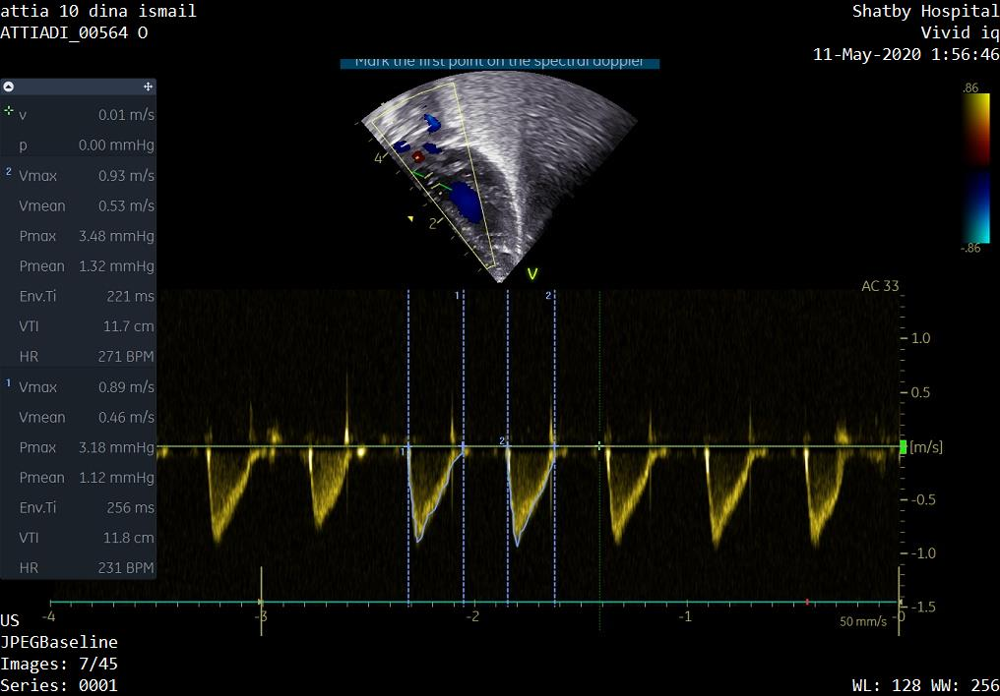 attia 10 dina ismail
ATTIADI_00564 O
Shatby Hospital
Vivid iq
11-May-2020 1:56:46
Mark the first point on the spectral doppler
v 0.01 m/s
p 0.00 mmHg
2 Vmax 0.93 m/s
Vmean 0.53 m/s
Pmax 3.48 mmHg
Pmean 1.32 mmHg
Env.Ti 221 ms
VTI 11.7 cm
HR 271 BPM
1 Vmax 0.89 m/s
Vmean 0.46 m/s
Pmax 3.18 mmHg
Pmean 1.12 mmHg
Env.Ti 256 ms
VTI 11.8 cm
HR 231 BPM
.86
-.86
4
2
V
AC 33
1 2
1.0
0.5
1 2
[m/s]
-0.5
-1.0
-1.5
-4 -3 -2 -1 -0
50 mm/s
US
JPEGBaseline
Images: 7/45
Series: 0001
WL: 128 WW: 256